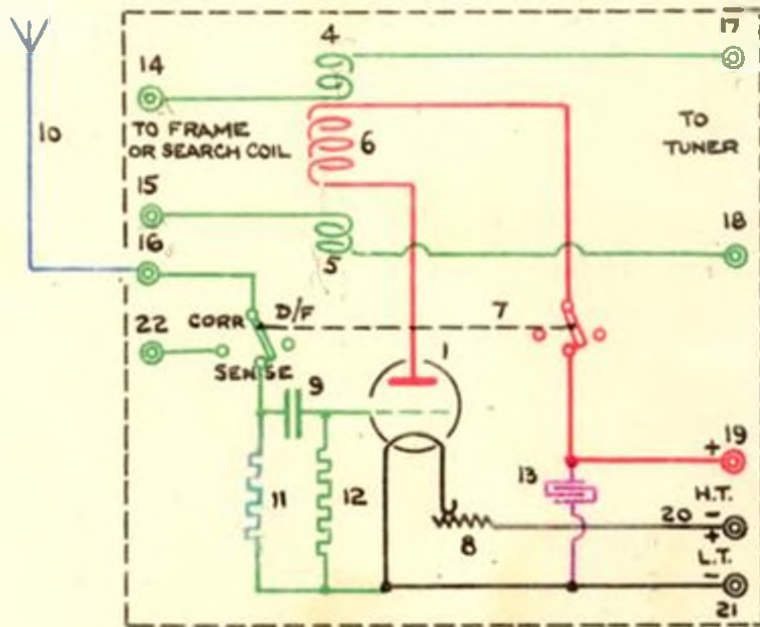 17
4
14
10
TO FRAME
OR SEARCH COIL
6
TO
TUNER
15
18
16
5
22
CORR
D/F
7
SENSE
1
9
+ 19
13
11
12
H.T.
20 -
+
8
L.T.
-
21